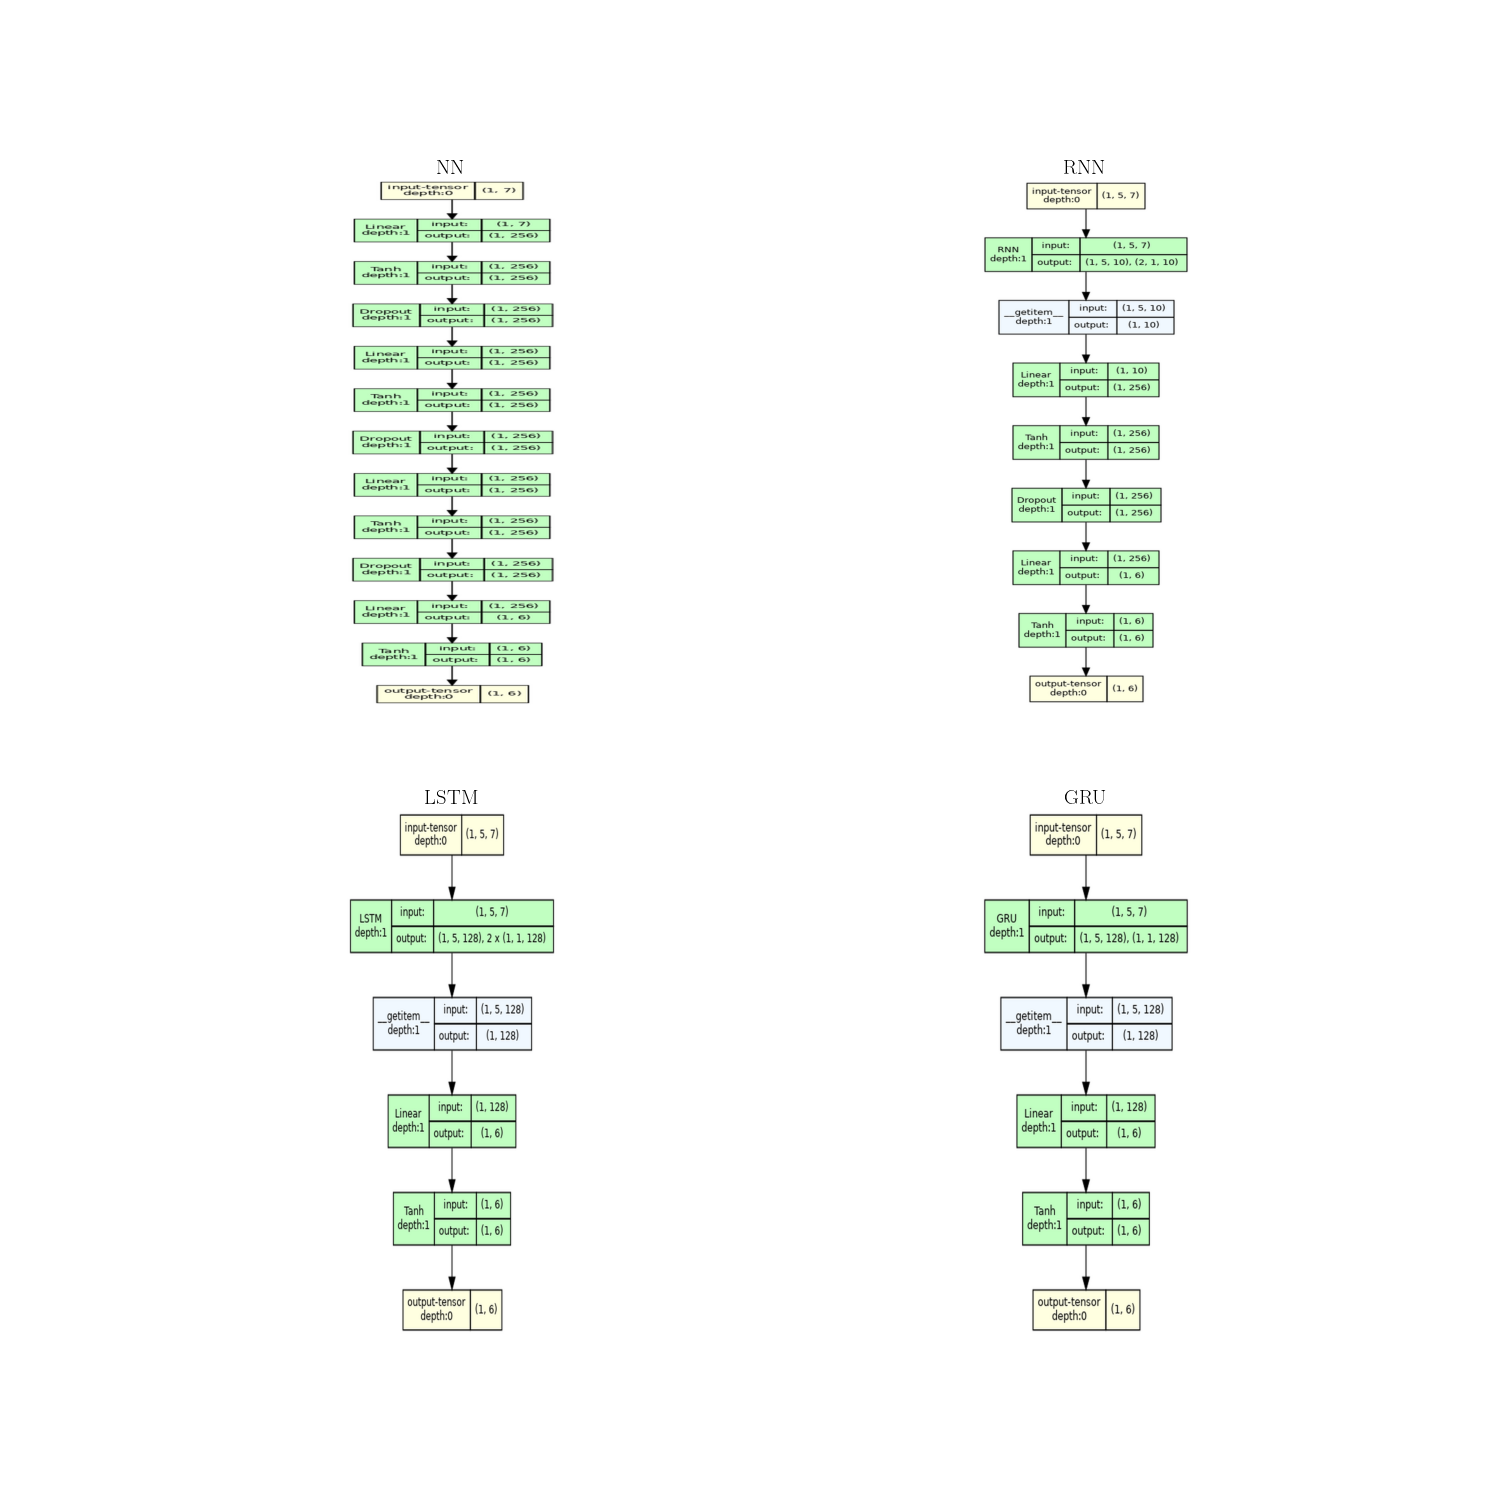 NN
input-tensor
depth:0
(1, 7)
Linear
depth:1
input:
(1, 7)
output:
(1, 256)
Tanh
depth:1
input:
(1, 256)
output:
(1, 256)
Dropout
depth:1
input:
(1, 256)
output:
(1, 256)
Linear
depth:1
input:
(1, 256)
output:
(1, 256)
Tanh
depth:1
input:
(1, 256)
output:
(1, 256)
Dropout
depth:1
input:
(1, 256)
output:
(1, 256)
Linear
depth:1
input:
(1, 256)
output:
(1, 256)
Tanh
depth:1
input:
(1, 256)
output:
(1, 256)
Dropout
depth:1
input:
(1, 256)
output:
(1, 256)
Linear
depth:1
input:
(1, 256)
output:
(1, 6)
Tanh
depth:1
input:
(1, 6)
output:
(1, 6)
output-tensor
depth:0
(1, 6)
RNN
input-tensor
depth:0
(1, 5, 7)
RNN
depth:1
input:
(1, 5, 7)
output:
(1, 5, 10), (2, 1, 10)
__getitem__
depth:1
input:
(1, 5, 10)
output:
(1, 10)
Linear
depth:1
input:
(1, 10)
output:
(1, 256)
Tanh
depth:1
input:
(1, 256)
output:
(1, 256)
Dropout
depth:1
input:
(1, 256)
output:
(1, 256)
Linear
depth:1
input:
(1, 256)
output:
(1, 6)
Tanh
depth:1
input:
(1, 6)
output:
(1, 6)
output-tensor
depth:0
(1, 6)
LSTM
input-tensor
depth:0
(1, 5, 7)
LSTM
depth:1
input:
(1, 5, 7)
output:
(1, 5, 128), 2 x (1, 1, 128)
__getitem__
depth:1
input:
(1, 5, 128)
output:
(1, 128)
Linear
depth:1
input:
(1, 128)
output:
(1, 6)
Tanh
depth:1
input:
(1, 6)
output:
(1, 6)
output-tensor
depth:0
(1, 6)
GRU
input-tensor
depth:0
(1, 5, 7)
GRU
depth:1
input:
(1, 5, 7)
output:
(1, 5, 128), (1, 1, 128)
__getitem__
depth:1
input:
(1, 5, 128)
output:
(1, 128)
Linear
depth:1
input:
(1, 128)
output:
(1, 6)
Tanh
depth:1
input:
(1, 6)
output:
(1, 6)
output-tensor
depth:0
(1, 6)